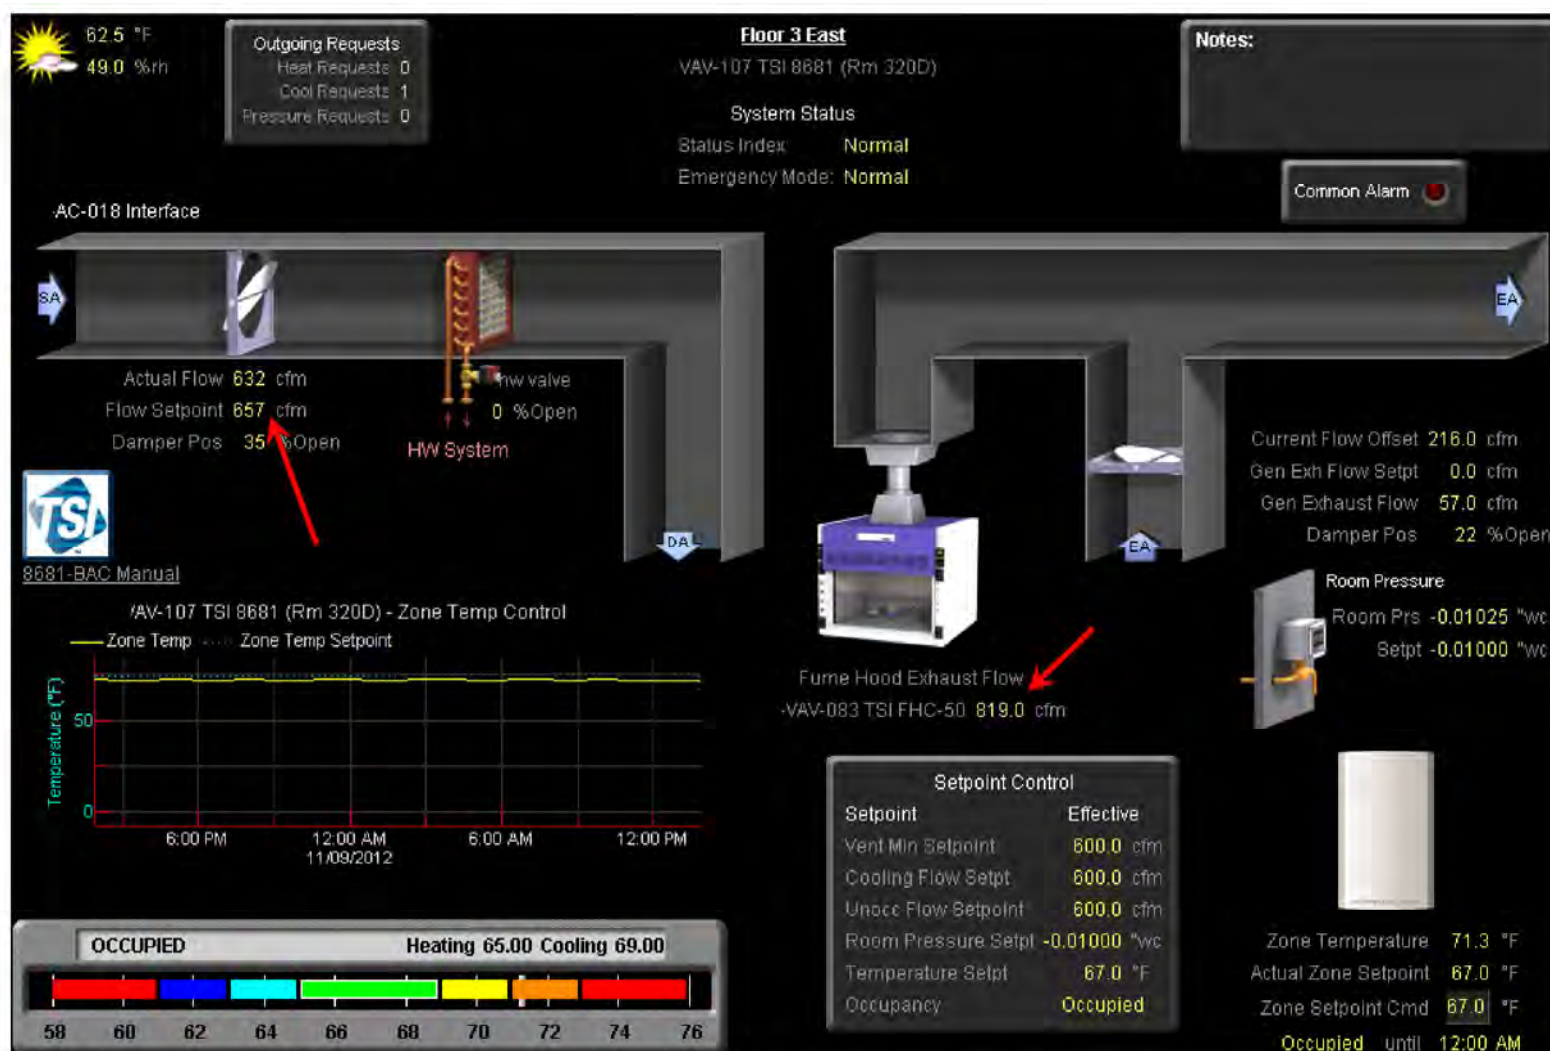 62.5 °F
49.0 %rh
Outgoing Requests
Heat Requests 0
Cool Requests 1
Pressure Requests 0
Floor 3 East
VAV-107 TSI 8681 (Rm 320D)
System Status
Status Index Normal
Emergency Mode: Normal
Notes:
Common Alarm
-AC-018 Interface
SA
Actual Flow 632 cfm
Flow Setpoint 657 cfm
Damper Pos 35 %Open
hw valve
0 %Open
HW System
DA
EA
EA
Current Flow Offset 216.0 cfm
Gen Exh Flow Setpt 0.0 cfm
Gen Exhaust Flow 57.0 cfm
Damper Pos 22 %Open
TSI
8681-BAC Manual
Room Pressure
Room Prs -0.01025 "wc
Setpt -0.01000 "wc
Fume Hood Exhaust Flow
-VAV-083 TSI FHC-50 819.0 cfm
/AV-107 TSI 8681 (Rm 320D) - Zone Temp Control
Zone Temp Zone Temp Setpoint
Temperature (°F)
50
0
6:00 PM 12:00 AM 6:00 AM 12:00 PM
11/09/2012
Setpoint Control
Setpoint Effective
Vent Min Setpoint 600.0 cfm
Cooling Flow Setpt 600.0 cfm
Unocc Flow Setpoint 600.0 cfm
Room Pressure Setpt -0.01000 "wc
Temperature Setpt 67.0 °F
Occupancy Occupied
OCCUPIED Heating 65.00 Cooling 69.00
58 60 62 64 66 68 70 72 74 76
Zone Temperature 71.3 °F
Actual Zone Setpoint 67.0 °F
Zone Setpoint Cmd 67.0 °F
Occupied until 12:00 AM